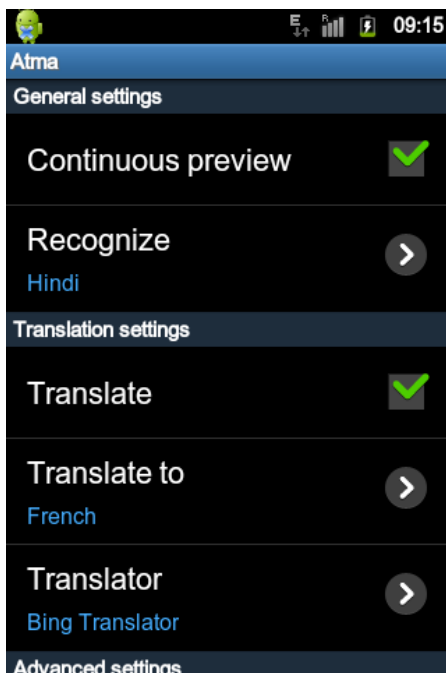 E R 09:15
Atma
General settings
Continuous preview
Recognize
Hindi
Translation settings
Translate
Translate to
French
Translator
Bing Translator
Advanced settings